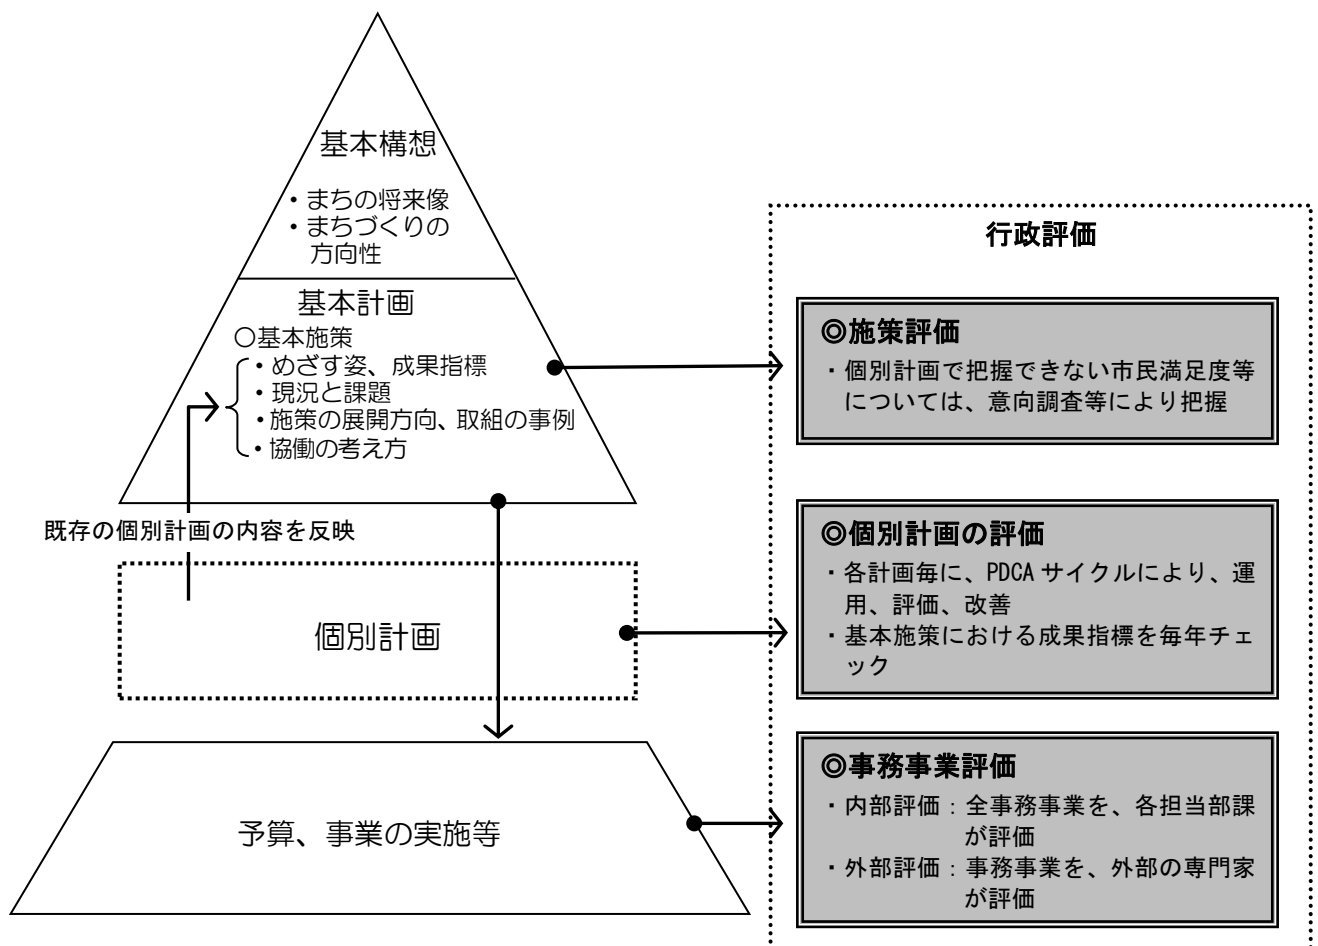 基本構想
・まちの将来像
・まちづくりの
方向性
基本計画
○基本施策
・めざす姿、成果指標
・現況と課題
・施策の展開方向、取組の事例
・協働の考え方
既存の個別計画の内容を反映
個別計画
予算、事業の実施等
行政評価
◎施策評価
・個別計画で把握できない市民満足度等
については、意向調査等により把握
◎個別計画の評価
・各計画毎に、PDCA サイクルにより、運
用、評価、改善
・基本施策における成果指標を毎年チェ
ック
◎事務事業評価
・内部評価：全事務事業を、各担当部課
が評価
・外部評価：事務事業を、外部の専門家
が評価